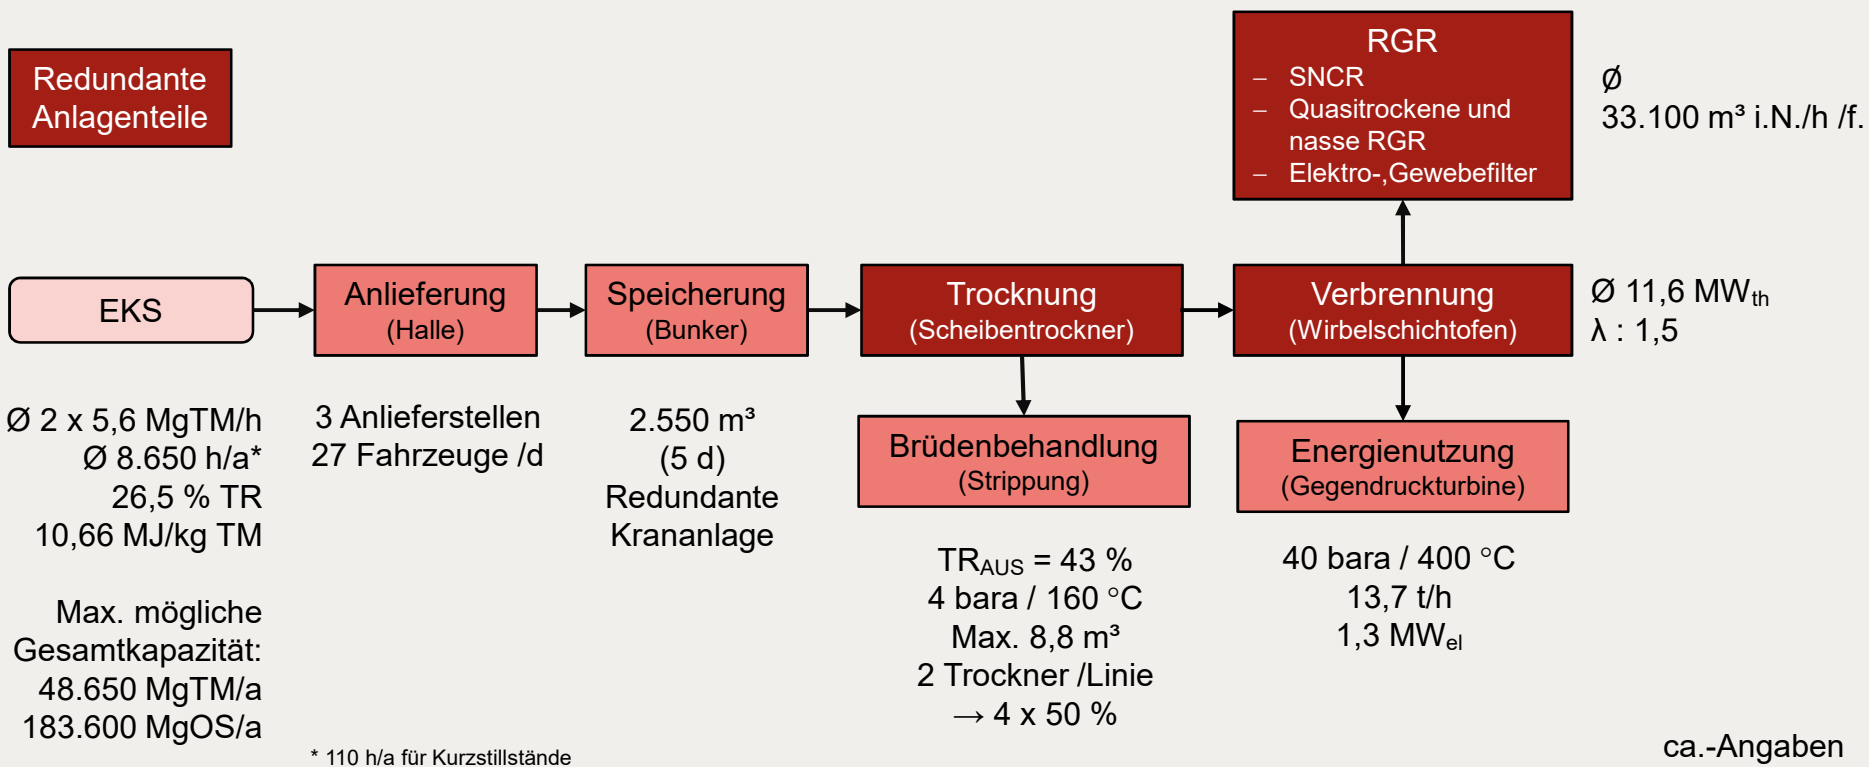 Redundante
Anlagenteile
RGR
– SNCR
– Quasitrockene und
nasse RGR
– Elektro-,Gewebefilter
Ø
33.100 m³ i.N./h /f.
EKS
Anlieferung
(Halle)
Speicherung
(Bunker)
Trocknung
(Scheibentrockner)
Verbrennung
(Wirbelschichtofen)
Ø 11,6 MWth
λ : 1,5
Ø 2 x 5,6 MgTM/h
Ø 8.650 h/a*
26,5 % TR
10,66 MJ/kg TM
Max. mögliche
Gesamtkapazität:
48.650 MgTM/a
183.600 MgOS/a
3 Anlieferstellen
27 Fahrzeuge /d
2.550 m³
(5 d)
Redundante
Krananlage
Brüdenbehandlung
(Strippung)
TRAUS = 43 %
4 bara / 160 °C
Max. 8,8 m³
2 Trockner /Linie
→ 4 x 50 %
Energienutzung
(Gegendruckturbine)
40 bara / 400 °C
13,7 t/h
1,3 MWel
* 110 h/a für Kurzstillstände
ca.-Angaben